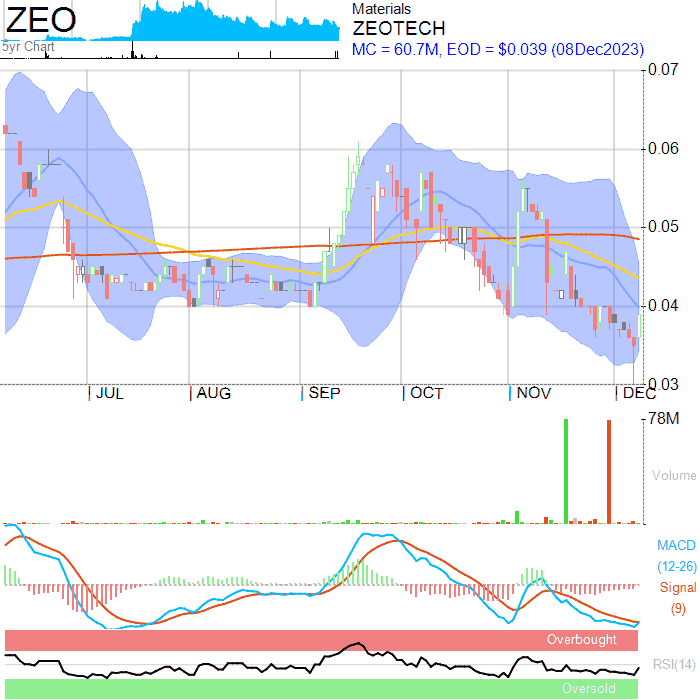 ZEO
5yr Chart
Materials
ZEOTECH
MC = 60.7M, EOD = $0.039 (08Dec2023)
0.07
0.06
0.05
0.04
0.03
JUL AUG SEP OCT NOV DEC
78M
Volume
MACD
(12-26)
Signal
(9)
Overbought
RSI(14)
Oversold